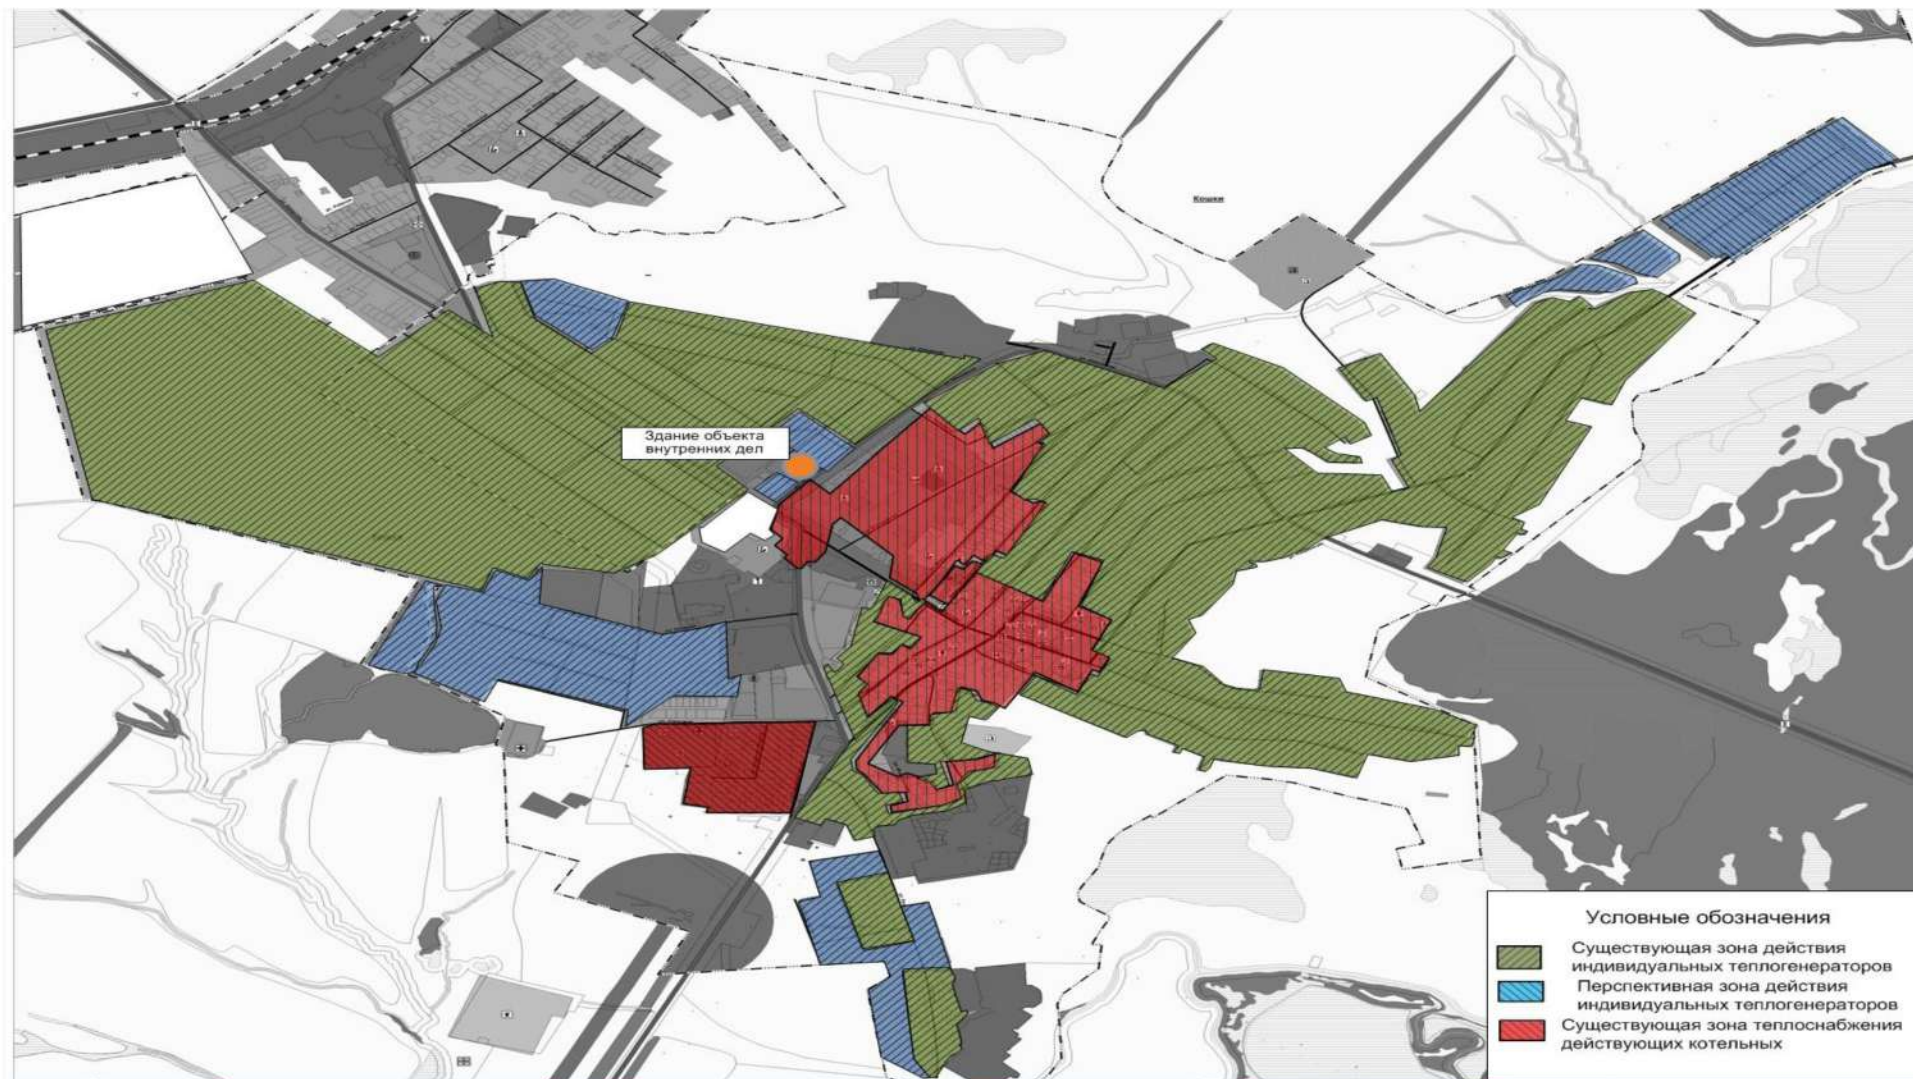 Кошки
Здание объекта
внутренних дел
Условные обозначения
Существующая зона действия
индивидуальных теплогенераторов
Перспективная зона действия
индивидуальных теплогенераторов
Существующая зона теплоснабжения
действующих котельных